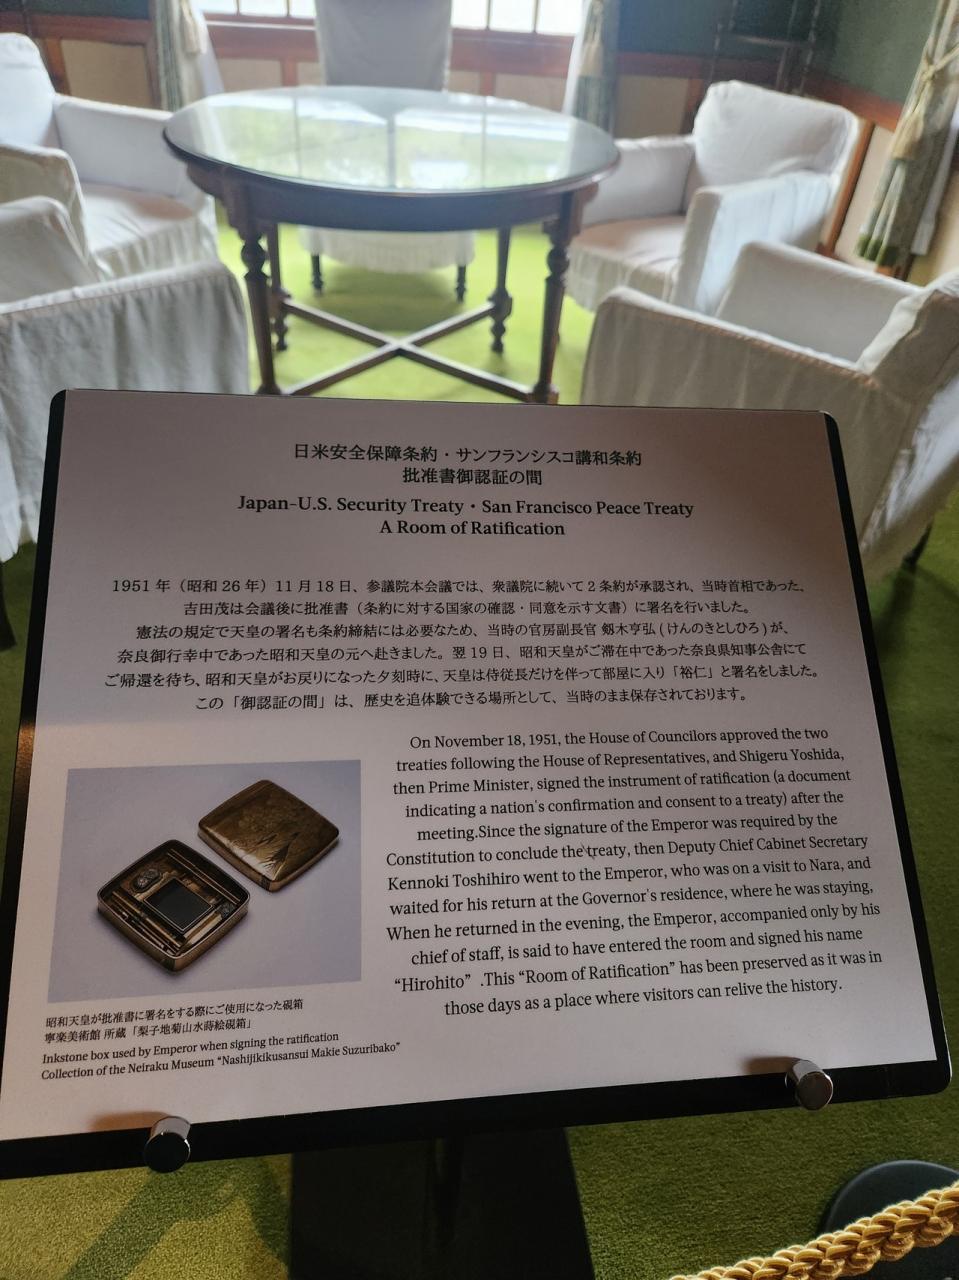 日米安全保障条約・サンフランシスコ講和条約
批准書御認証の間
Japan-U.S. Security Treaty・San Francisco Peace Treaty
A Room of Ratification
1951年（昭和26年）11月18日、参議院本会議では、衆議院に続いて2条約が承認され、当時首相であった、
吉田茂は会議後に批准書（条約に対する国家の確認・同意を示す文書）に署名を行いました。
憲法の規定で天皇の署名も条約締結には必要なため、当時の官房副長官 剱木亨弘(けんのきとしひろ)が、
奈良御行幸中であった昭和天皇の元へ赴きました。翌19日、昭和天皇がご滞在中であった奈良県知事公舎にて
ご帰還を待ち、昭和天皇がお戻りになった夕刻時に、天皇は侍従長だけを伴って部屋に入り「裕仁」と署名をしました。
この「御認証の間」は、歴史を追体験できる場所として、当時のまま保存されております。
On November 18, 1951, the House of Councilors approved the two
treaties following the House of Representatives, and Shigeru Yoshida,
then Prime Minister, signed the instrument of ratification (a document
indicating a nation's confirmation and consent to a treaty) after the
meeting.Since the signature of the Emperor was required by the
Constitution to conclude the treaty, then Deputy Chief Cabinet Secretary
Kennoki Toshihiro went to the Emperor, who was on a visit to Nara, and
waited for his return at the Governor's residence, where he was staying,
When he returned in the evening, the Emperor, accompanied only by his
chief of staff, is said to have entered the room and signed his name
"Hirohito" .This "Room of Ratification" has been preserved as it was in
those days as a place where visitors can relive the history.
昭和天皇が批准書に署名をする際にご使用になった硯箱
寧楽美術館 所蔵「梨子地菊山水蒔絵硯箱」
Inkstone box used by Emperor when signing the ratification
Collection of the Neiraku Museum "Nashijikikusansui Makie Suzuribako"